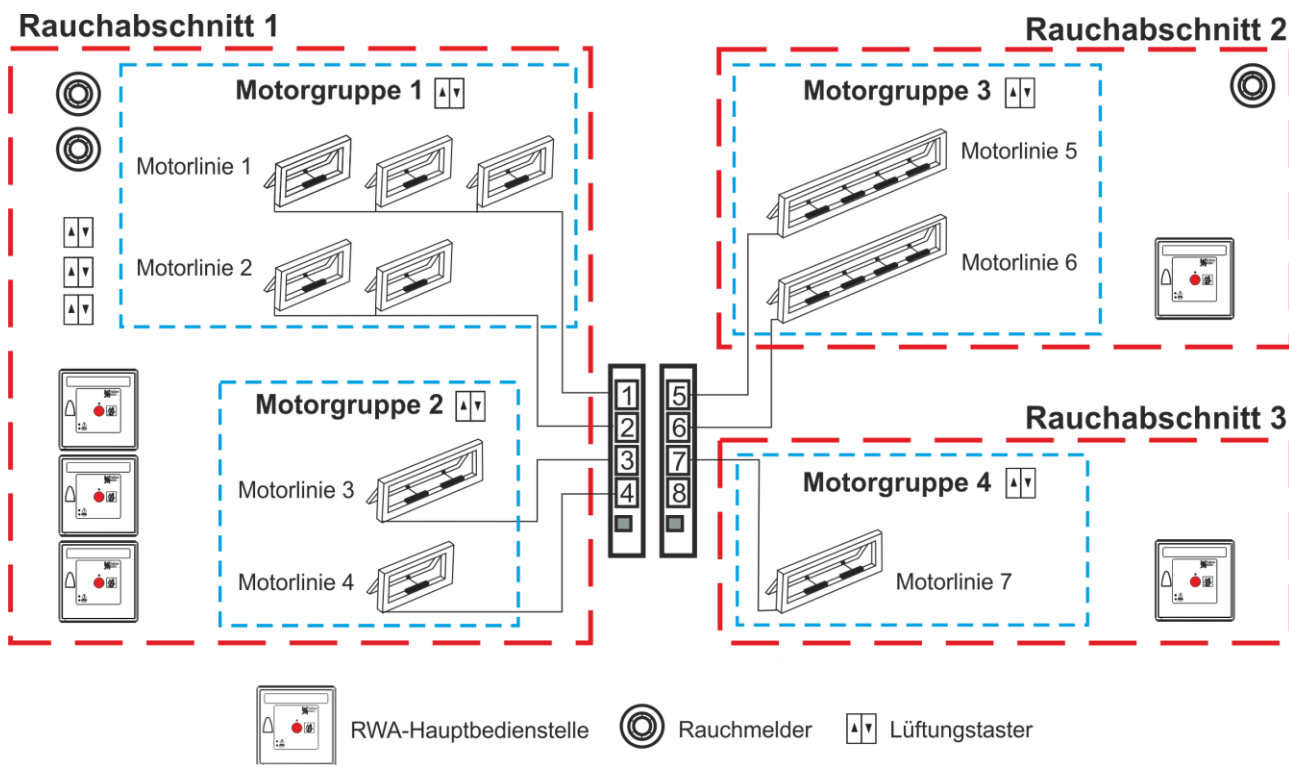 Rauchabschnitt 1
Motorgruppe 1
Motorlinie 1
Motorlinie 2
Motorgruppe 2
Motorlinie 3
Motorlinie 4
1
2
3
4
5
6
7
8
Rauchabschnitt 2
Motorgruppe 3
Motorlinie 5
Motorlinie 6
Rauchabschnitt 3
Motorgruppe 4
Motorlinie 7
RWA-Hauptbedienstelle
Rauchmelder
Lüftungstaster